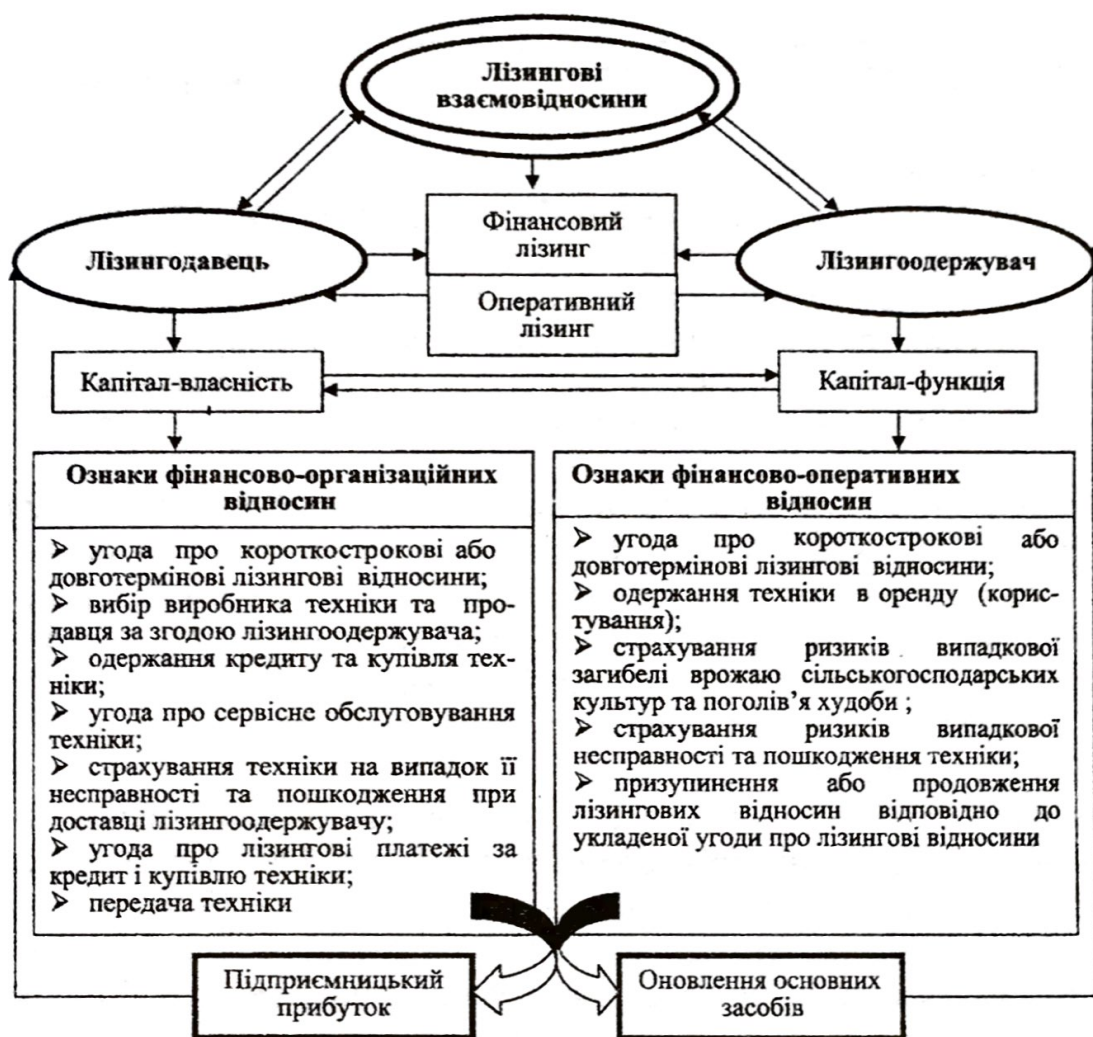 Лізингові
взаємовідносини
Фінансовий
лізинг
Лізингодавець
Лізингоодержувач
Оперативний
лізинг
Капітал-власність
Капітал-функція
Ознаки фінансово-організаційних
відносин
➢ угода про короткострокові або
довготермінові лізингові відносини;
➢ вибір виробника техніки та про-
давця за згодою лізингоодержувача;
➢ одержання кредиту та купівля тех-
ніки;
➢ угода про сервісне обслуговування
техніки;
➢ страхування техніки на випадок її
несправності та пошкодження при
доставці лізингоодержувачу;
➢ угода про лізингові платежі за
кредит і купівлю техніки;
➢ передача техніки
Ознаки фінансово-оперативних
відносин
➢ угода про короткострокові або
довготермінові лізингові відносини;
➢ одержання техніки в оренду (корис-
тування);
➢ страхування ризиків випадкової
загибелі врожаю сільськогосподарських
культур та поголів’я худоби ;
➢ страхування ризиків випадкової
несправності та пошкодження техніки;
➢ призупинення або продовження
лізингових відносин відповідно до
укладеної угоди про лізингові відносини
Підприємницький
прибуток
Оновлення основних
засобів